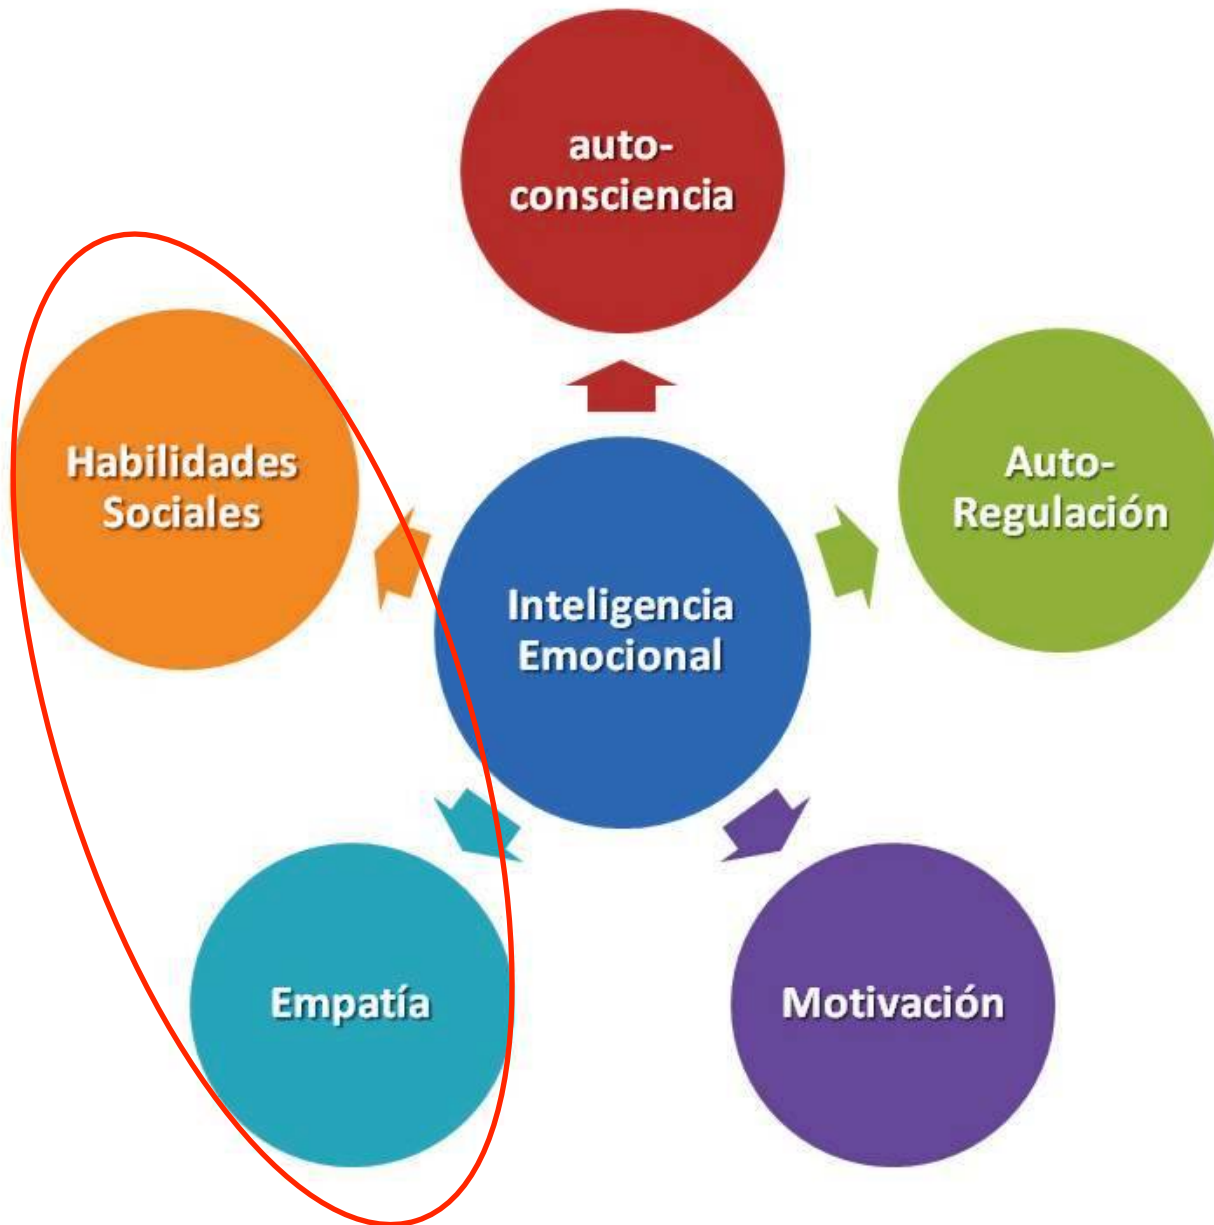 auto-
consciencia
Habilidades
Sociales
Auto-
Regulación
Inteligencia
Emocional
Empatía
Motivación